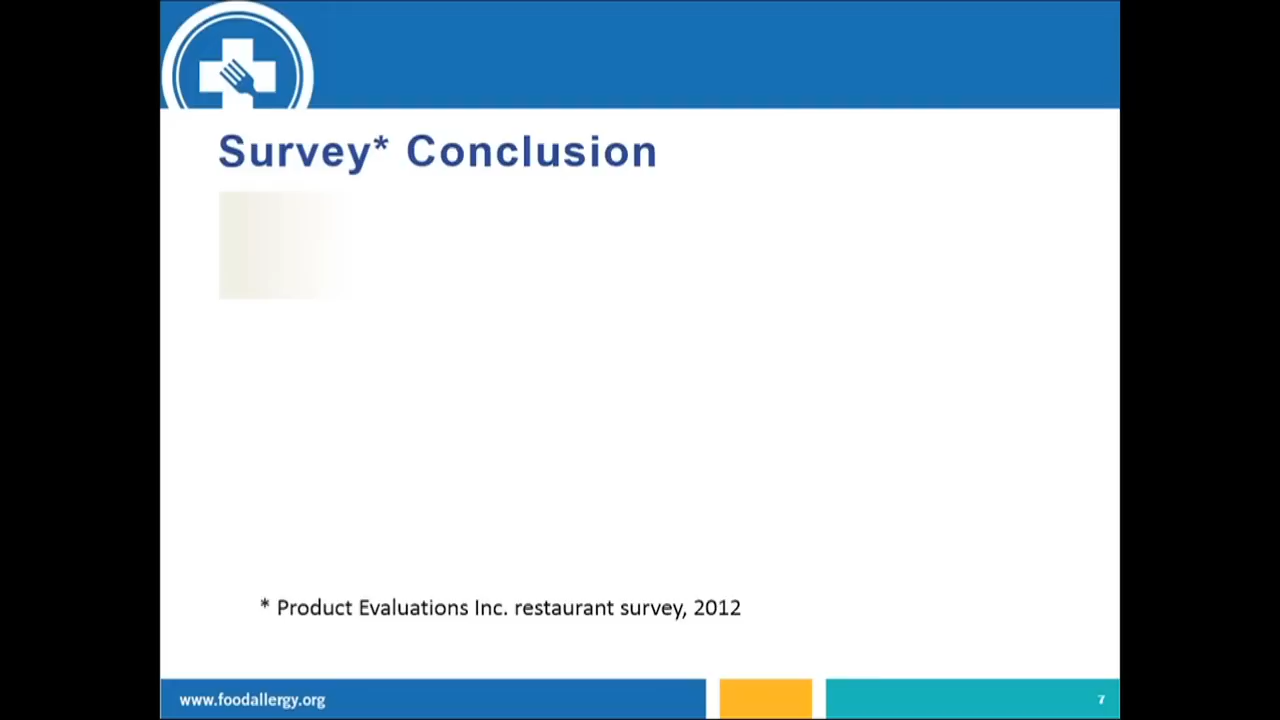 Survey* Conclusion
* Product Evaluations Inc. restaurant survey, 2012
www.foodallergy.org
7